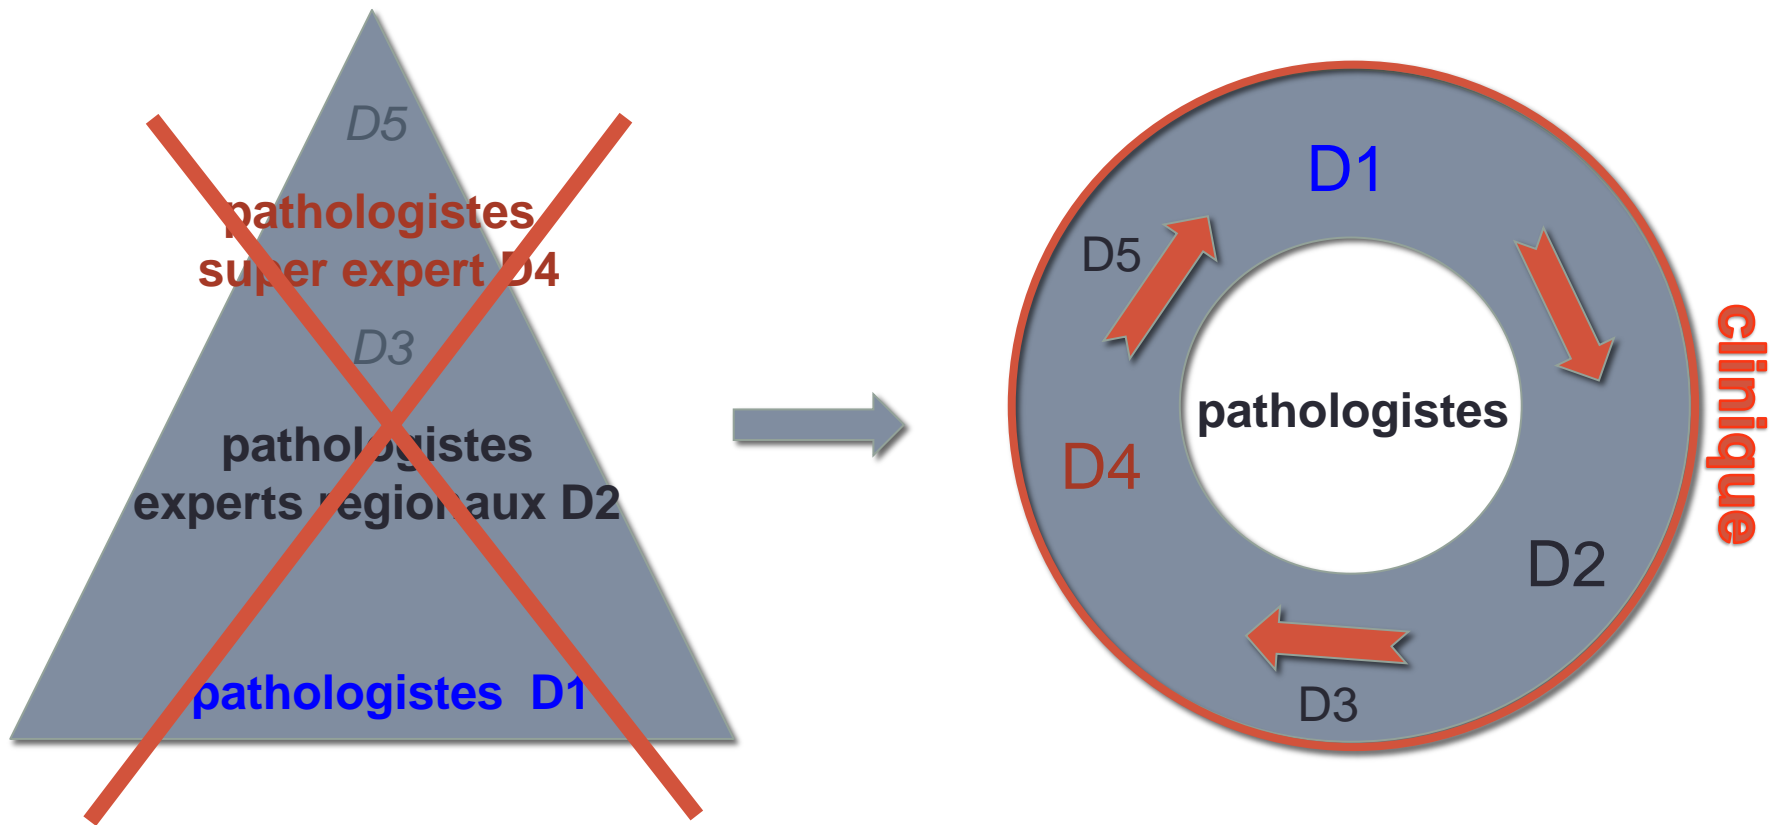 D5
pathologistes
super expert D4
D3
pathologistes
experts regionaux D2
pathologistes D1
D1
D5
pathologistes
clinique
D4
D2
D3